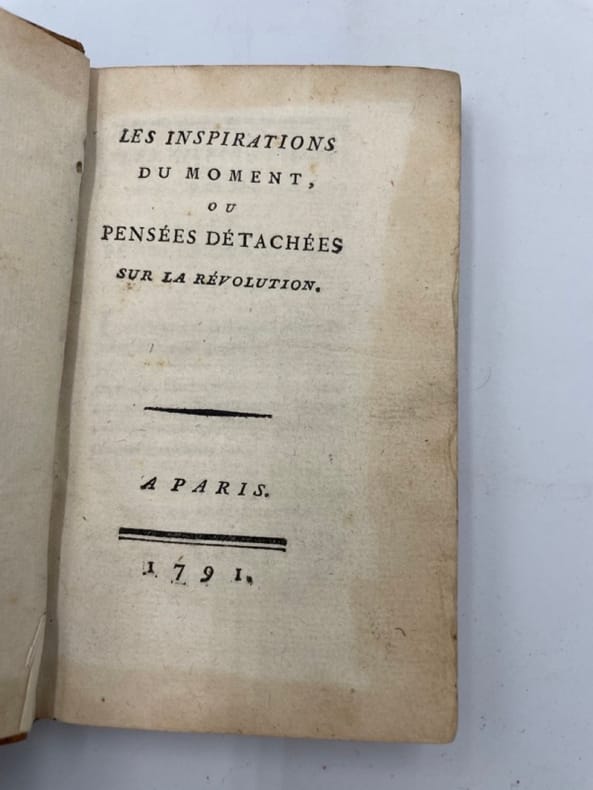 LES INSPIRATIONS
DU MOMENT,
OU
PENSÉES DÉTACHÉES
SUR LA RÉVOLUTION.
A PARIS.
1791.